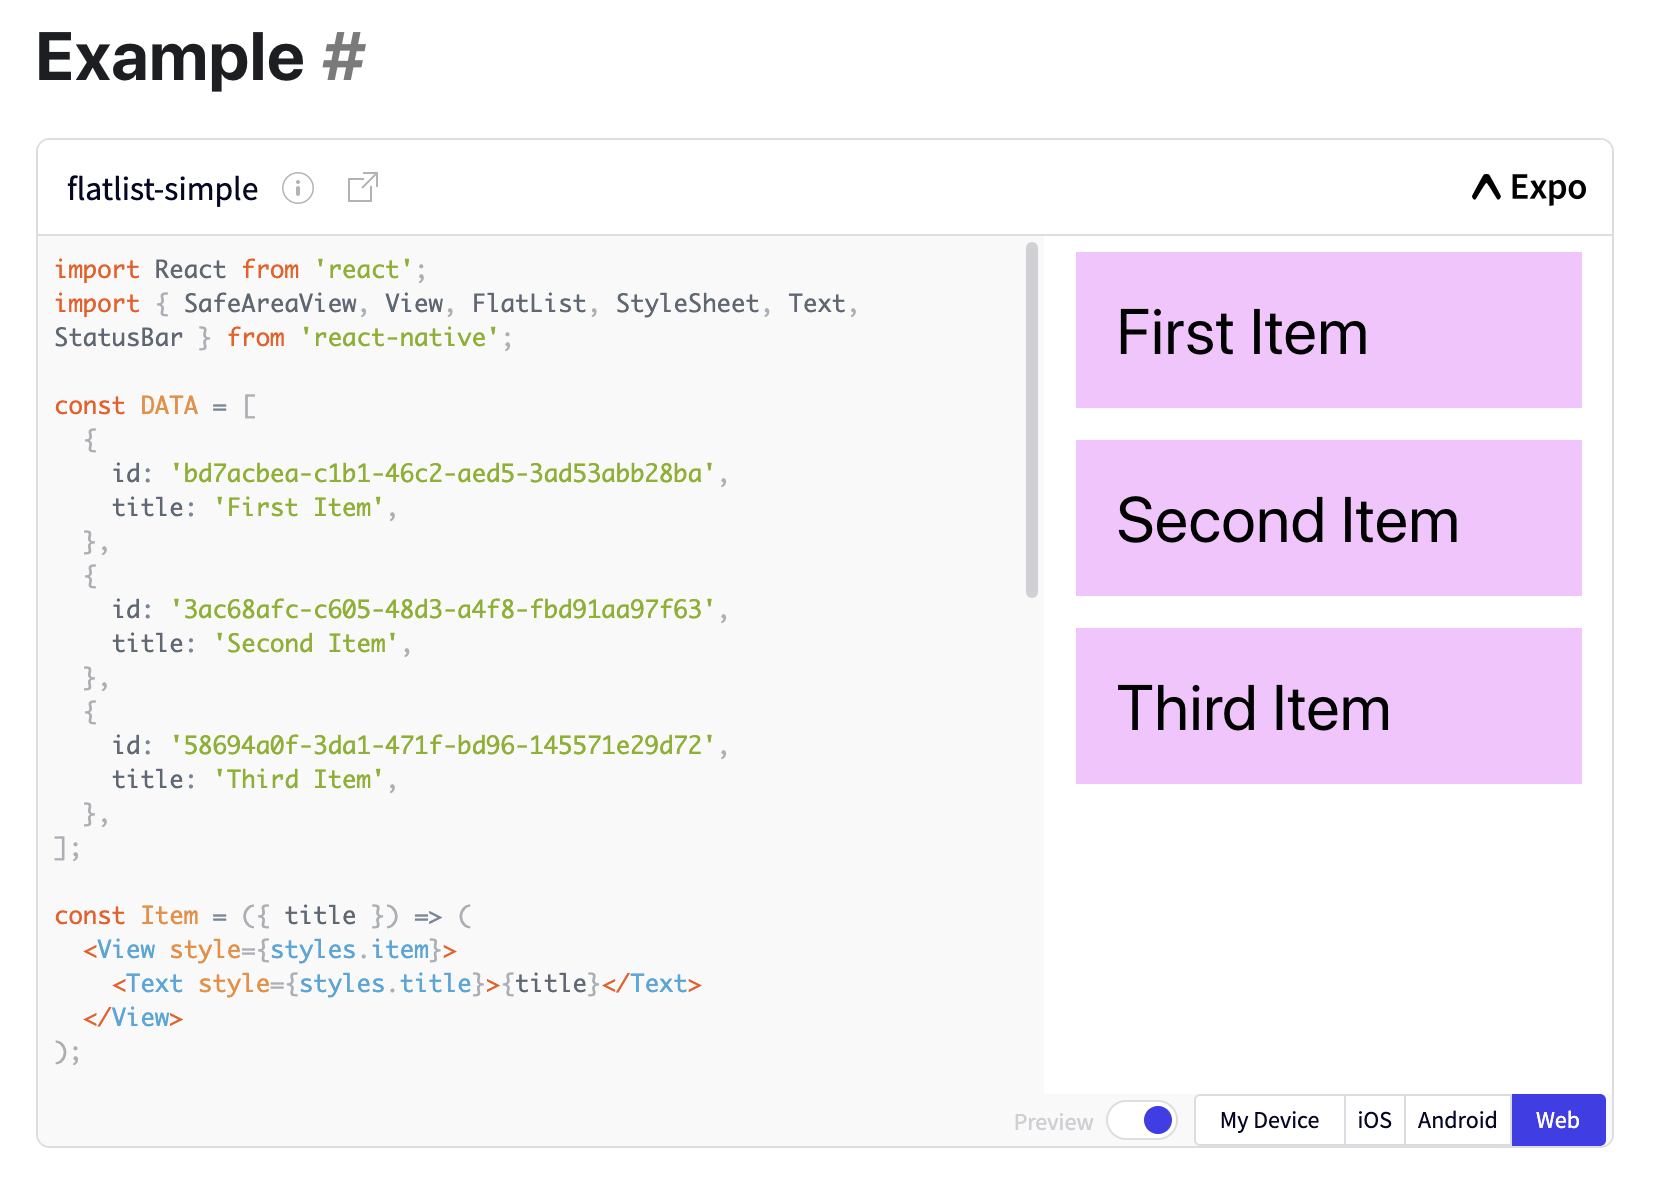 Example #
flatlist-simple
Expo
import React from 'react';
import { SafeAreaView, View, FlatList, StyleSheet, Text,
StatusBar } from 'react-native';
const DATA = [
  {
    id: 'bd7acbea-c1b1-46c2-aed5-3ad53abb28ba',
    title: 'First Item',
  },
  {
    id: '3ac68afc-c605-48d3-a4f8-fbd91aa97f63',
    title: 'Second Item',
  },
  {
    id: '58694a0f-3da1-471f-bd96-145571e29d72',
    title: 'Third Item',
  },
];
const Item = ({ title }) => (
  <View style={styles.item}>
    <Text style={styles.title}>{title}</Text>
  </View>
);
First Item
Second Item
Third Item
Preview
My Device
iOS
Android
Web